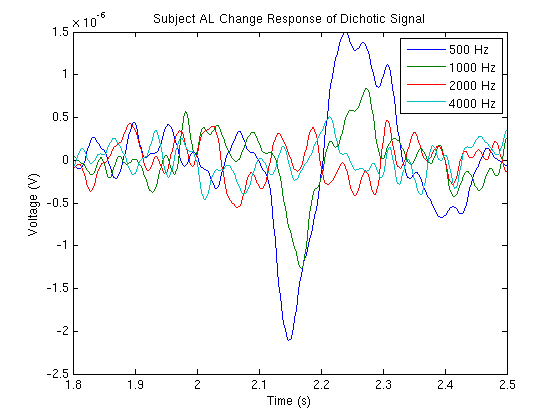 Subject AL Change Response of Dichotic Signal
× 10⁻⁶
1.5
1
0.5
0
-0.5
-1
-1.5
-2
-2.5
Voltage (V)
500 Hz
1000 Hz
2000 Hz
4000 Hz
1.8 1.9 2 2.1 2.2 2.3 2.4 2.5
Time (s)